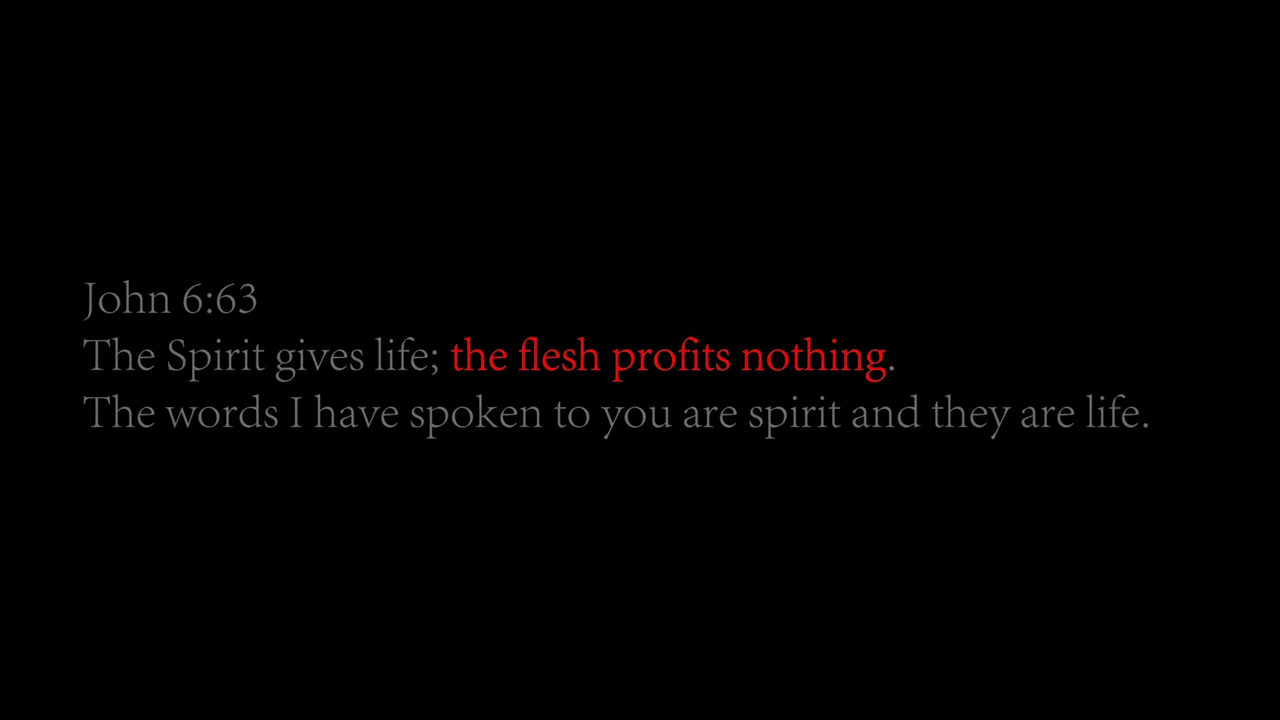 John 6:63
The Spirit gives life; the flesh profits nothing.
The words I have spoken to you are spirit and they are life.